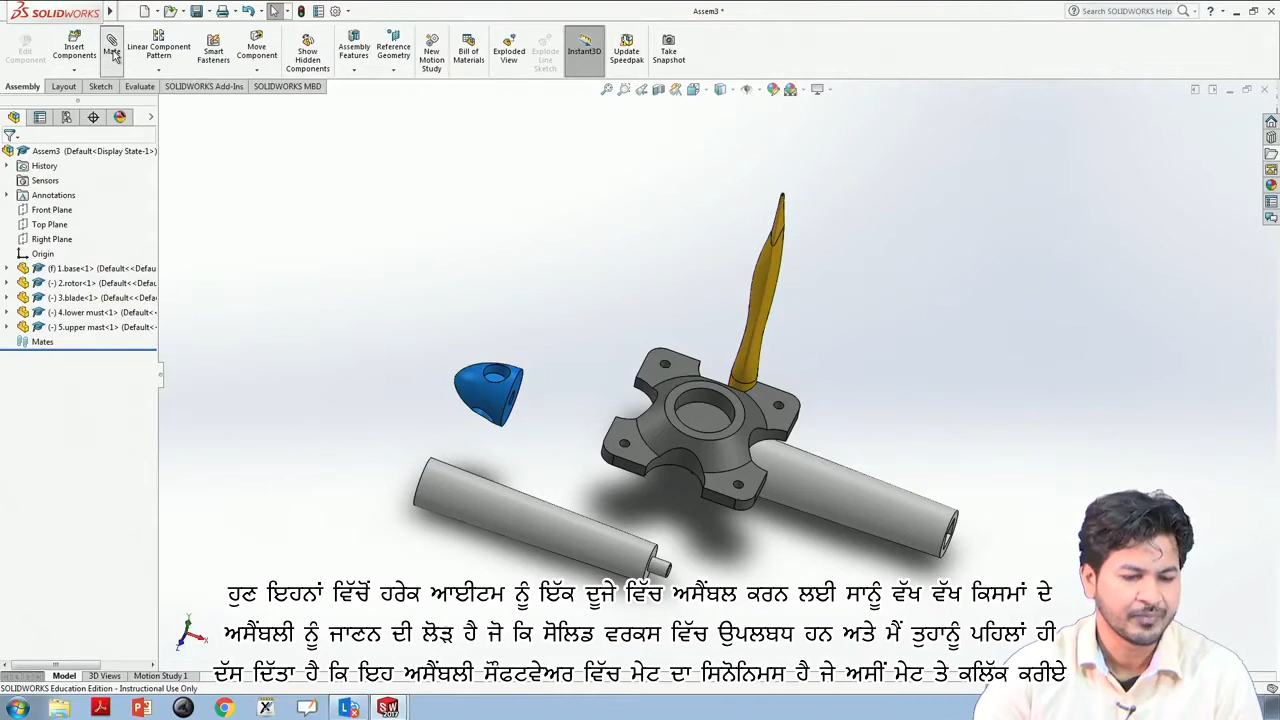 SOLIDWORKS
Assem3 *
Search SOLIDWORKS Help
Edit Component
Insert Components
Mate
Linear Component Pattern
Smart Fasteners
Move Component
Show Hidden Components
Assembly Features
Reference Geometry
New Motion Study
Bill of Materials
Exploded View
Explode Line Sketch
Instant3D
Update Speedpak
Take Snapshot
Assembly Layout Sketch Evaluate SOLIDWORKS Add-Ins SOLIDWORKS MBD
Assem3 (Default<Display State-1>)
History
Sensors
Annotations
Front Plane
Top Plane
Right Plane
Origin
(f) 1.base<1> (Default<<Defau
(-) 2.rotor<1> (Default<<Defa
(-) 3.blade<1> (Default<<Defa
(-) 4.lower must<1> (Default<
(-) 5.upper mast<1> (Default<
Mates
ਹੁਣ ਇਹਨਾਂ ਵਿੱਚੋਂ ਹਰੇਕ ਆਈਟਮ ਨੂੰ ਇੱਕ ਦੂਜੇ ਵਿੱਚ ਅਸੈਂਬਲ ਕਰਨ ਲਈ ਸਾਨੂੰ ਵੱਖ ਵੱਖ ਕਿਸਮਾਂ ਦੇ
ਅਸੈਂਬਲੀ ਨੂੰ ਜਾਣਨ ਦੀ ਲੋੜ ਹੈ ਜੋ ਕਿ ਸੋਲਿਡ ਵਰਕਸ ਵਿੱਚ ਉਪਲਬਧ ਹਨ ਅਤੇ ਮੈਂ ਤੁਹਾਨੂੰ ਪਹਿਲਾਂ ਹੀ
ਦੱਸ ਦਿੱਤਾ ਹੈ ਕਿ ਇਹ ਅਸੈਂਬਲੀ ਸੌਫਟਵੇਅਰ ਵਿੱਚ ਮੇਟ ਦਾ ਸਿਨੋਨਿਮਸ ਹੈ ਜੇ ਅਸੀਂ ਮੇਟ ਤੇ ਕਲਿੱਕ ਕਰੀਏ
Model 3D Views Motion Study 1
SOLIDWORKS Education Edition - Instructional Use Only